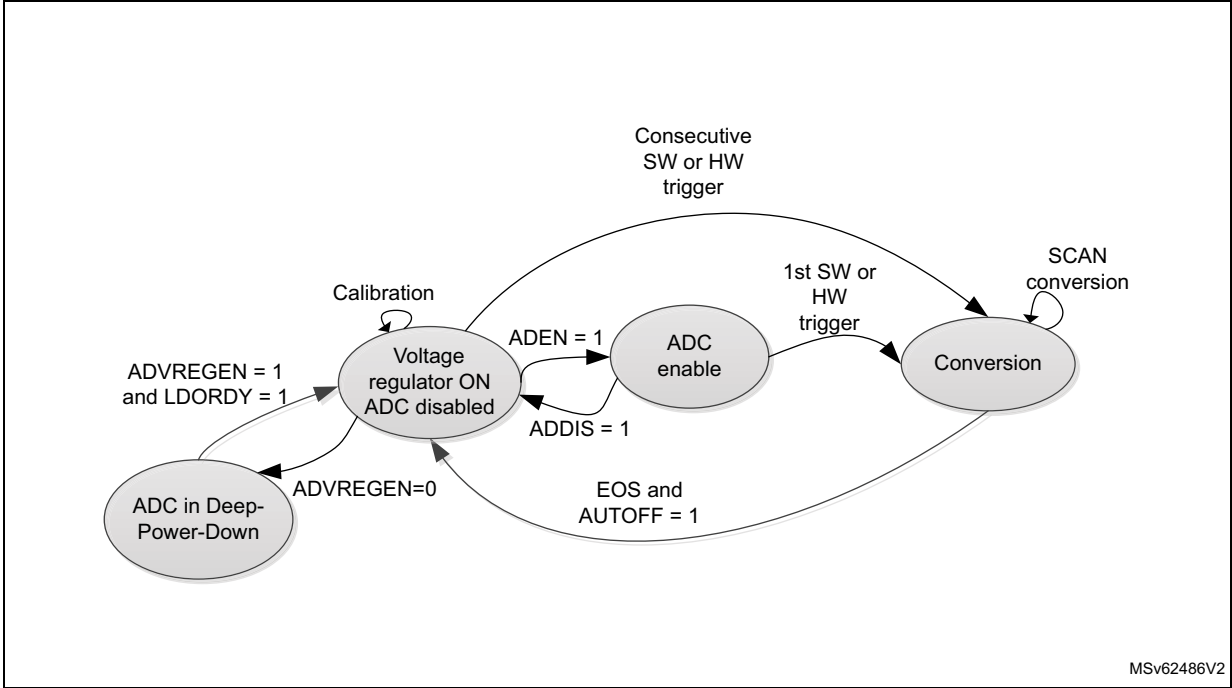 Consecutive
SW or HW
trigger
SCAN
conversion
1st SW or
HW
trigger
Calibration
ADEN = 1
ADC
enable
Voltage
regulator ON
ADC disabled
Conversion
ADVREGEN = 1
and LDORDY = 1
ADDIS = 1
ADVREGEN=0
EOS and
AUTOFF = 1
ADC in Deep-
Power-Down
MSv62486V2